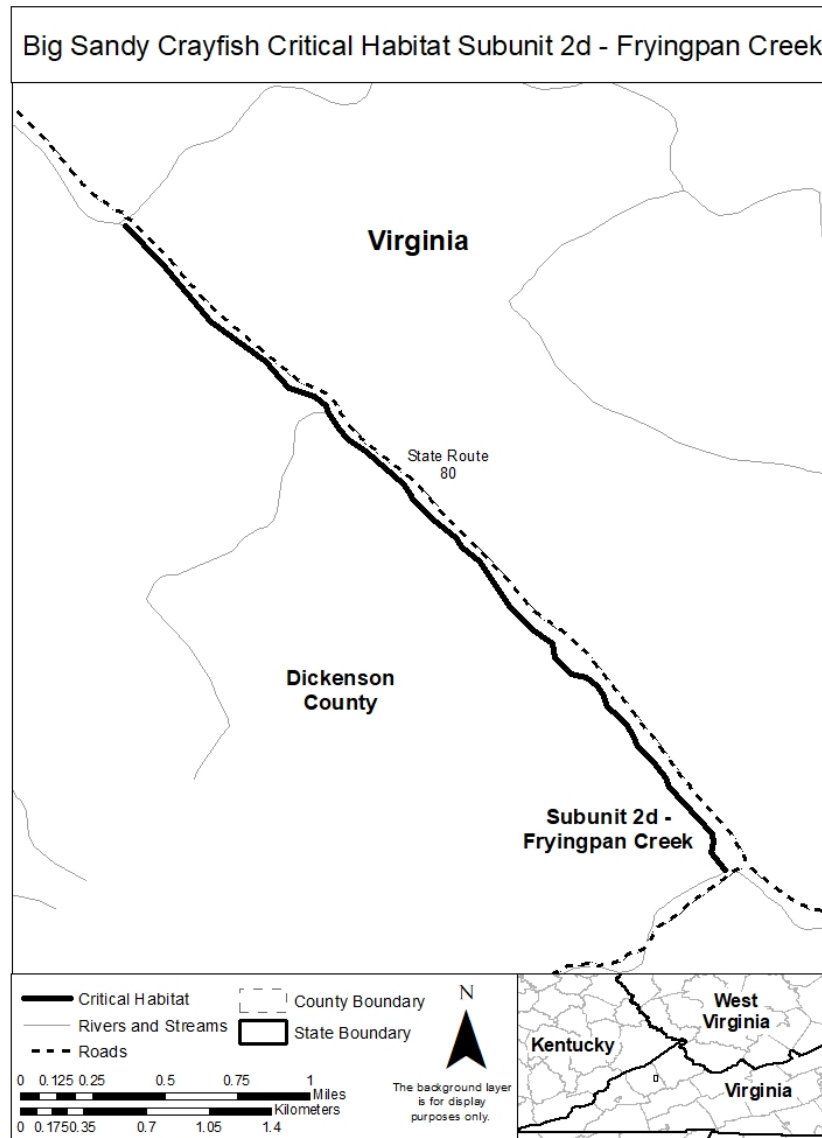 Big Sandy Crayfish Critical Habitat Subunit 2d - Fryingpan Creek
Virginia
State Route
80
Dickenson
County
Subunit 2d -
Fryingpan Creek
Critical Habitat
Rivers and Streams
Roads
County Boundary
State Boundary
N
The background layer
is for display
purposes only.
0 0.125 0.25 0.5 0.75 1
Miles
Kilometers
0 0.175 0.35 0.7 1.05 1.4
West
Virginia
Kentucky
Virginia